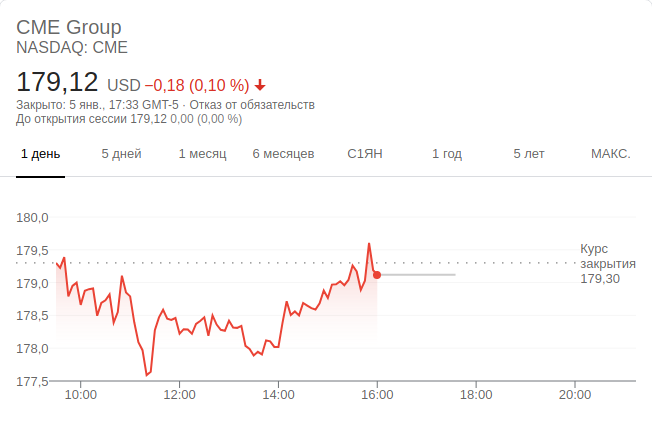 CME Group
NASDAQ: CME
179,12 USD −0,18 (0,10 %)
Закрыто: 5 янв., 17:33 GMT-5 · Отказ от обязательств
До открытия сессии 179,12 0,00 (0,00 %)
1 день 5 дней 1 месяц 6 месяцев С1ЯН 1 год 5 лет МАКС.
180,0
179,5
179,0
178,5
178,0
177,5
Курс
закрытия
179,30
10:00 12:00 14:00 16:00 18:00 20:00